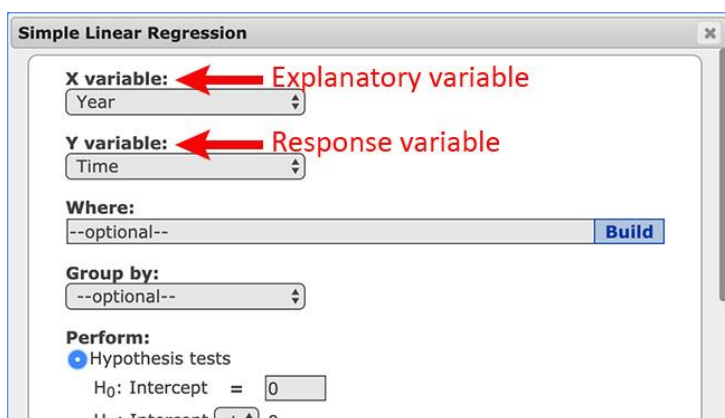 Simple Linear Regression
X variable: Explanatory variable
Year
Y variable: Response variable
Time
Where:
--optional-- Build
Group by:
--optional--
Perform:
Hypothesis tests
H0: Intercept = 0